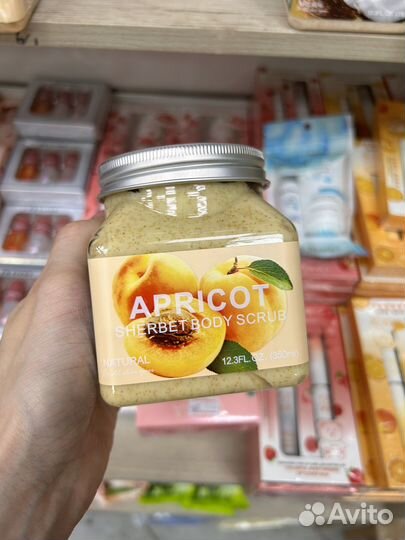 APRICOT
SHERBET BODY SCRUB
NATURAL
12.3FL.OZ. (350ml)
Avito